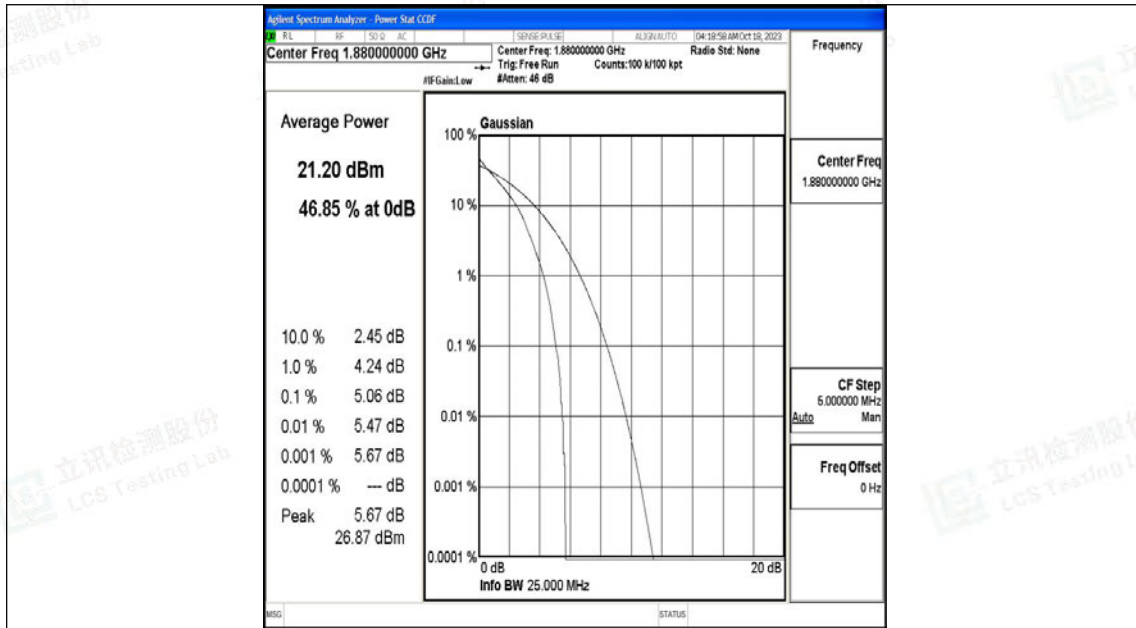 Agilent Spectrum Analyzer - Power Stat CCDF
RL RF 50 Ω AC SENSE:PULSE ALIGN AUTO 04:18:58 AM Oct 18, 2023
Center Freq 1.880000000 GHz
Center Freq: 1.880000000 GHz Radio Std: None
Trig: Free Run Counts:100 k/100 kpt
#IFGain:Low #Atten: 46 dB
Frequency
Average Power
21.20 dBm
46.85 % at 0dB
10.0 % 2.45 dB
1.0 % 4.24 dB
0.1 % 5.06 dB
0.01 % 5.47 dB
0.001 % 5.67 dB
0.0001 % --- dB
Peak 5.67 dB
26.87 dBm
Gaussian
100 %
10 %
1 %
0.1 %
0.01 %
0.001 %
0.0001 %
0 dB 20 dB
Info BW 25.000 MHz
Center Freq
1.880000000 GHz
CF Step
5.000000 MHz
Auto Man
Freq Offset
0 Hz
MSG STATUS
立讯检测股份
LCS Testing Lab
立讯检测股份